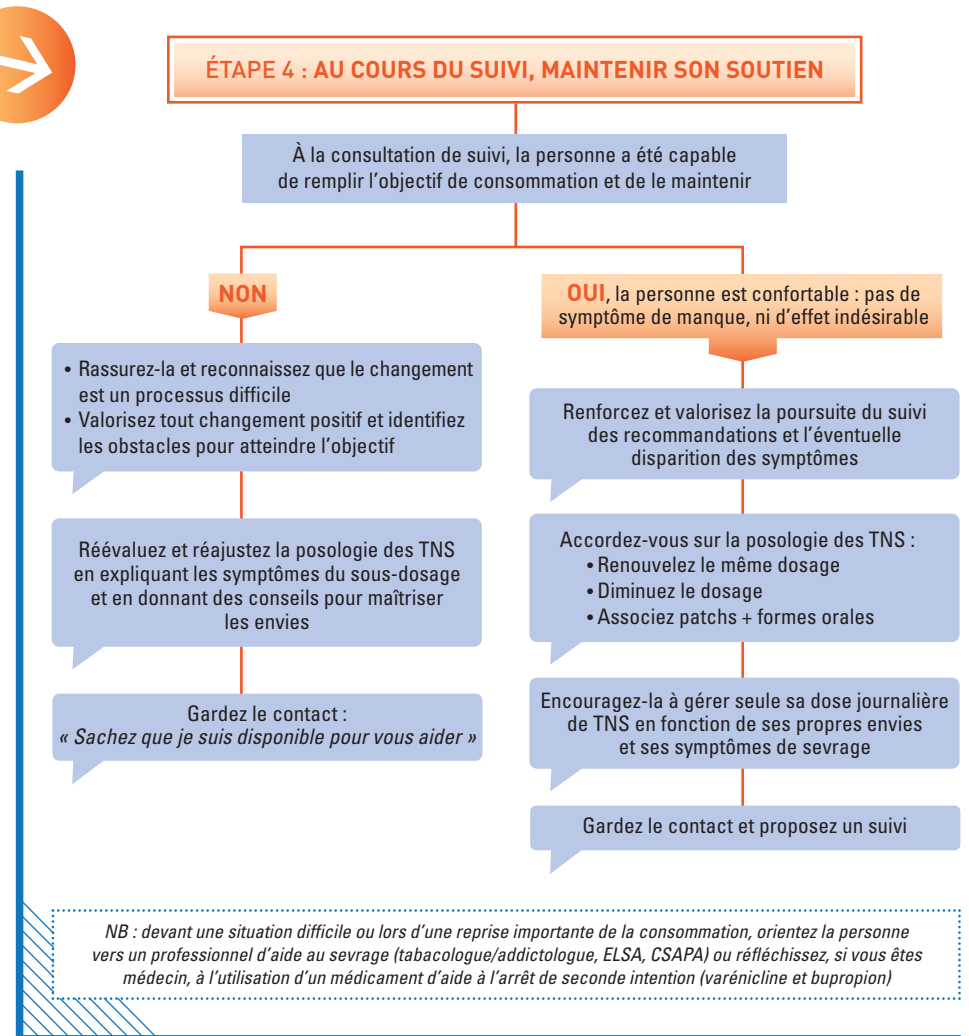 ÉTAPE 4 : AU COURS DU SUIVI, MAINTENIR SON SOUTIEN
À la consultation de suivi, la personne a été capable
de remplir l'objectif de consommation et de le maintenir
NON
• Rassurez-la et reconnaissez que le changement
est un processus difficile
• Valorisez tout changement positif et identifiez
les obstacles pour atteindre l'objectif
Réévaluez et réajustez la posologie des TNS
en expliquant les symptômes du sous-dosage
et en donnant des conseils pour maîtriser
les envies
Gardez le contact :
« Sachez que je suis disponible pour vous aider »
OUI, la personne est confortable : pas de
symptôme de manque, ni d'effet indésirable
Renforcez et valorisez la poursuite du suivi
des recommandations et l'éventuelle
disparition des symptômes
Accordez-vous sur la posologie des TNS :
• Renouvelez le même dosage
• Diminuez le dosage
• Associez patchs + formes orales
Encouragez-la à gérer seule sa dose journalière
de TNS en fonction de ses propres envies
et ses symptômes de sevrage
Gardez le contact et proposez un suivi
NB : devant une situation difficile ou lors d'une reprise importante de la consommation, orientez la personne
vers un professionnel d'aide au sevrage (tabacologue/addictologue, ELSA, CSAPA) ou réfléchissez, si vous êtes
médecin, à l'utilisation d'un médicament d'aide à l'arrêt de seconde intention (varénicline et bupropion)